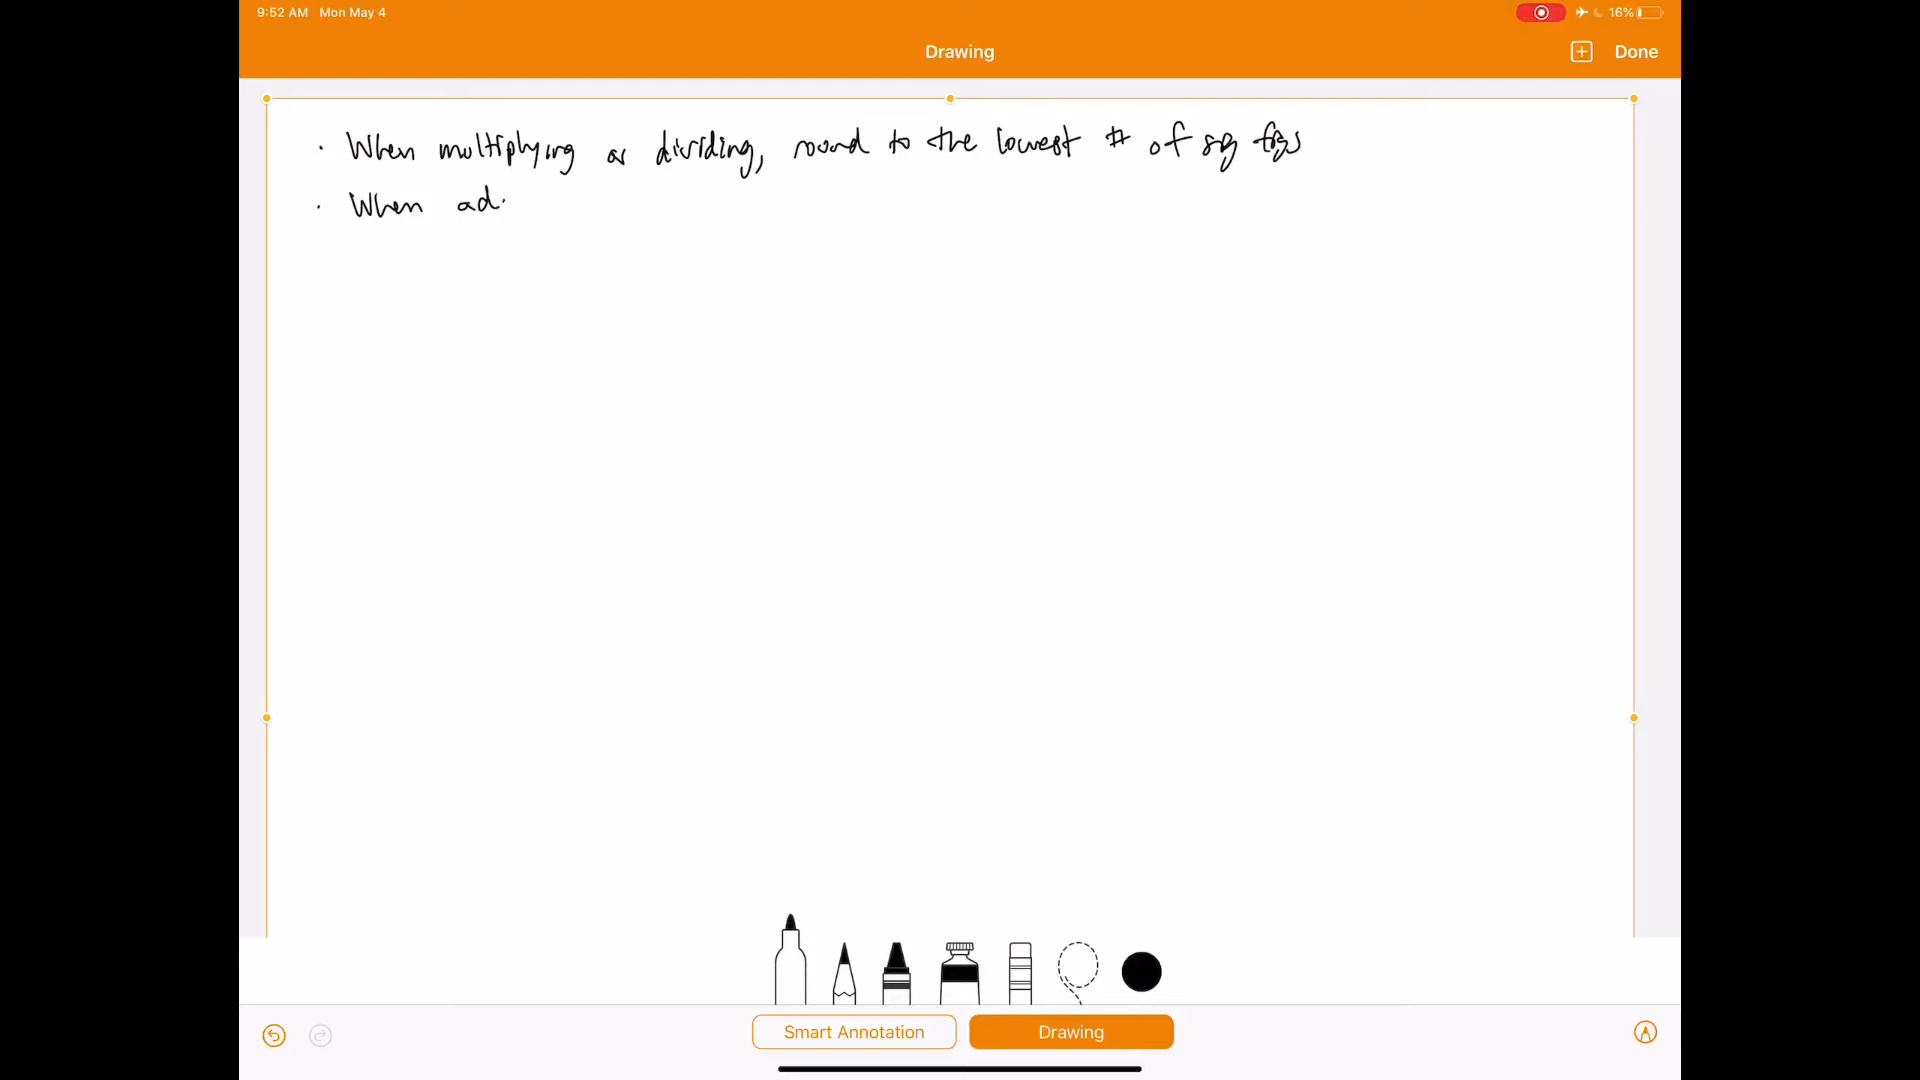 9:52 AM Mon May 4
16%
Drawing
Done
· When multiplying or dividing, round to the lowest # of sig figs
· When ad
Smart Annotation
Drawing